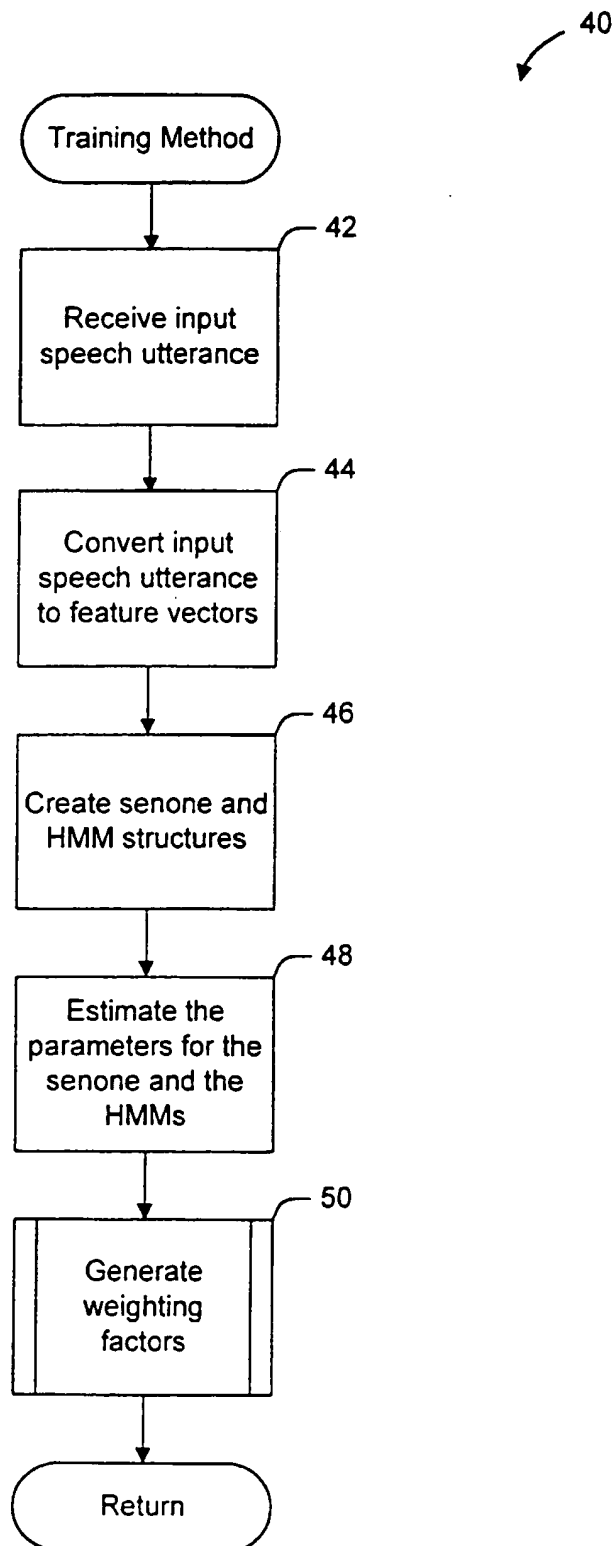 40
Training Method
42
Receive input
speech utterance
44
Convert input
speech utterance
to feature vectors
46
Create senone and
HMM structures
48
Estimate the
parameters for the
senone and the
HMMs
50
Generate
weighting
factors
Return